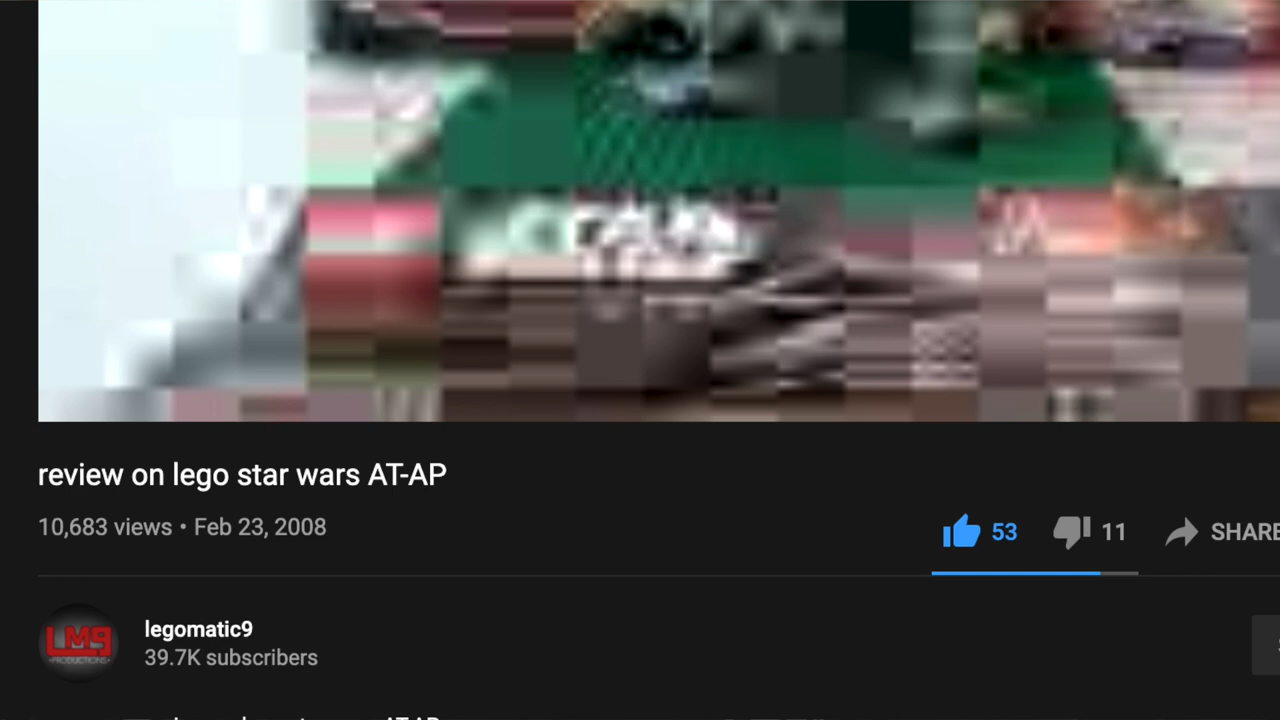 review on lego star wars AT-AP
10,683 views • Feb 23, 2008
53
11
SHARE
LM9
PRODUCTIONS
legomatic9
39.7K subscribers